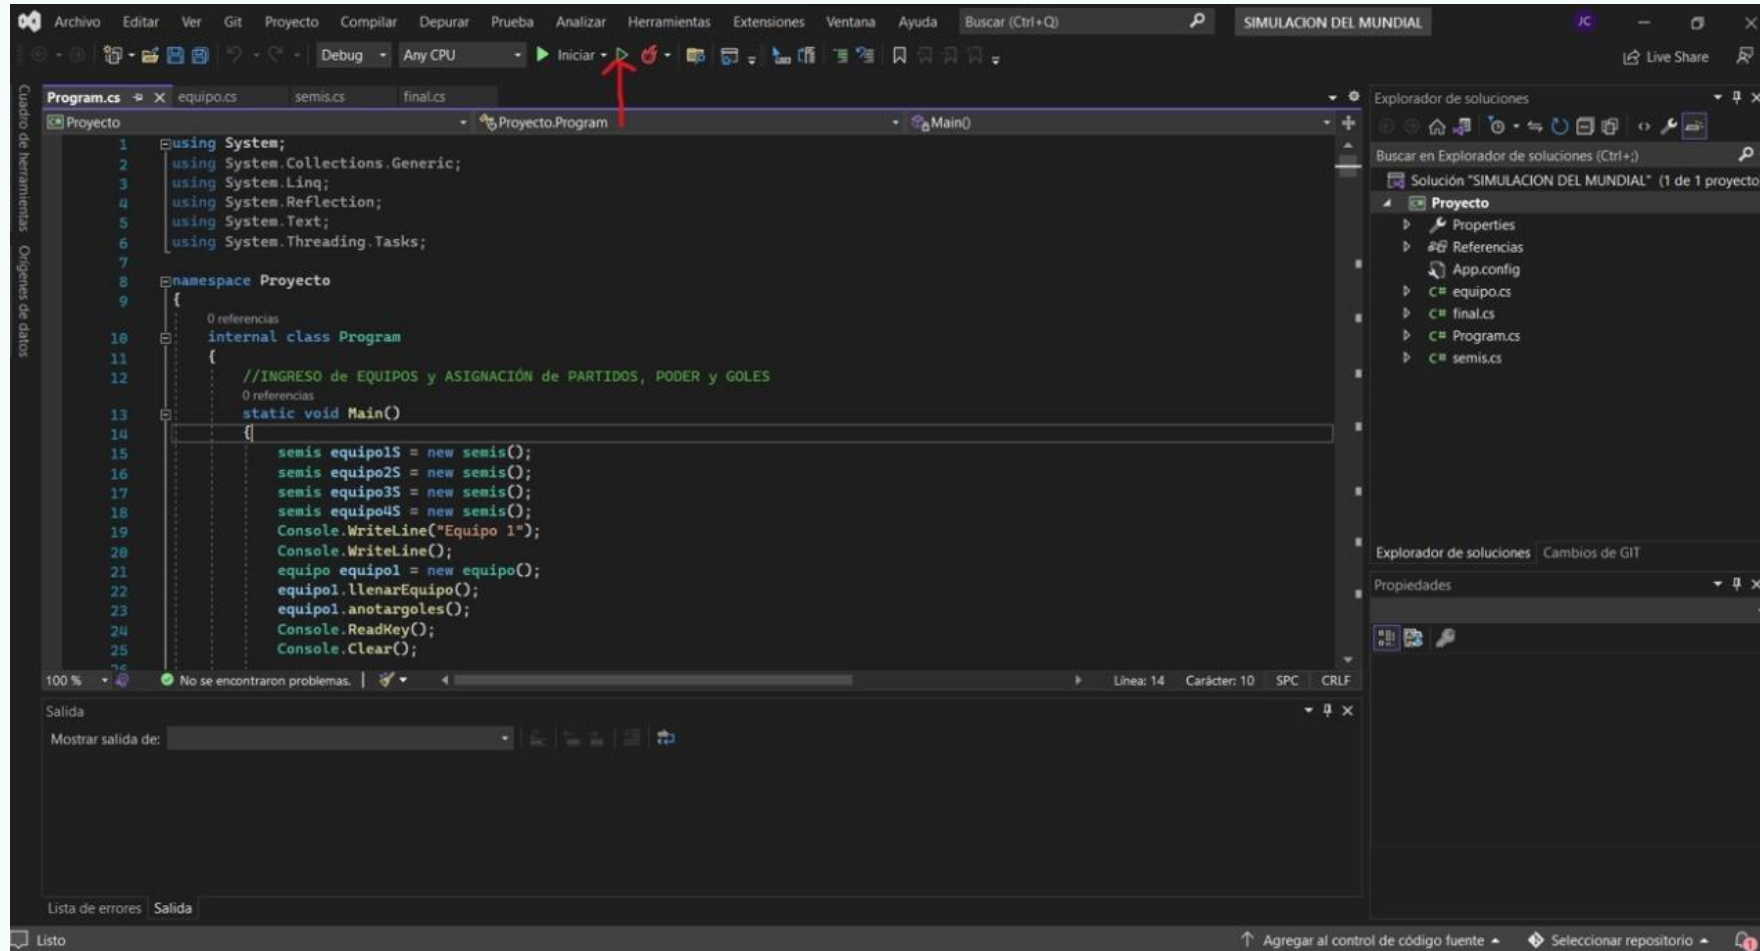 Archivo Editar Ver Git Proyecto Compilar Depurar Prueba Analizar Herramientas Extensiones Ventana Ayuda Buscar (Ctrl+Q) SIMULACION DEL MUNDIAL JC
Debug Any CPU Iniciar Live Share
Cuadro de herramientas
Orígenes de datos
Program.cs equipo.cs semis.cs final.cs
Proyecto Proyecto.Program Main()
1 using System;
2 using System.Collections.Generic;
3 using System.Linq;
4 using System.Reflection;
5 using System.Text;
6 using System.Threading.Tasks;
7
8 namespace Proyecto
9 {
0 referencias
10 internal class Program
11 {
12 //INGRESO de EQUIPOS y ASIGNACIÓN de PARTIDOS, PODER y GOLES
0 referencias
13 static void Main()
14 {
15 semis equipo1S = new semis();
16 semis equipo2S = new semis();
17 semis equipo3S = new semis();
18 semis equipo4S = new semis();
19 Console.WriteLine("Equipo 1");
20 Console.WriteLine();
21 equipo equipo1 = new equipo();
22 equipo1.llenarEquipo();
23 equipo1.anotargoles();
24 Console.ReadKey();
25 Console.Clear();
26
100 % No se encontraron problemas. Línea: 14 Carácter: 10 SPC CRLF
Salida
Mostrar salida de:
Lista de errores Salida
Explorador de soluciones
Buscar en Explorador de soluciones (Ctrl+;)
Solución "SIMULACION DEL MUNDIAL" (1 de 1 proyecto
Proyecto
Properties
Referencias
App.config
C# equipo.cs
C# final.cs
C# Program.cs
C# semis.cs
Explorador de soluciones Cambios de GIT
Propiedades
Listo Agregar al control de código fuente Seleccionar repositorio